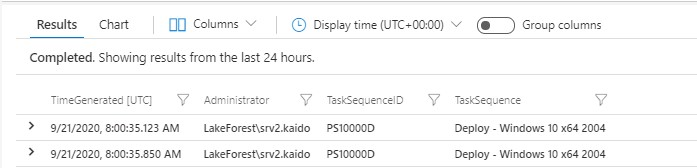 Results Chart Columns Display time (UTC+00:00) Group columns
Completed. Showing results from the last 24 hours.
TimeGenerated [UTC] Administrator TaskSequenceID TaskSequence
9/21/2020, 8:00:35.123 AM LakeForest\srv2.kaido PS10000D Deploy - Windows 10 x64 2004
9/21/2020, 8:00:35.850 AM LakeForest\srv2.kaido PS10000D Deploy - Windows 10 x64 2004